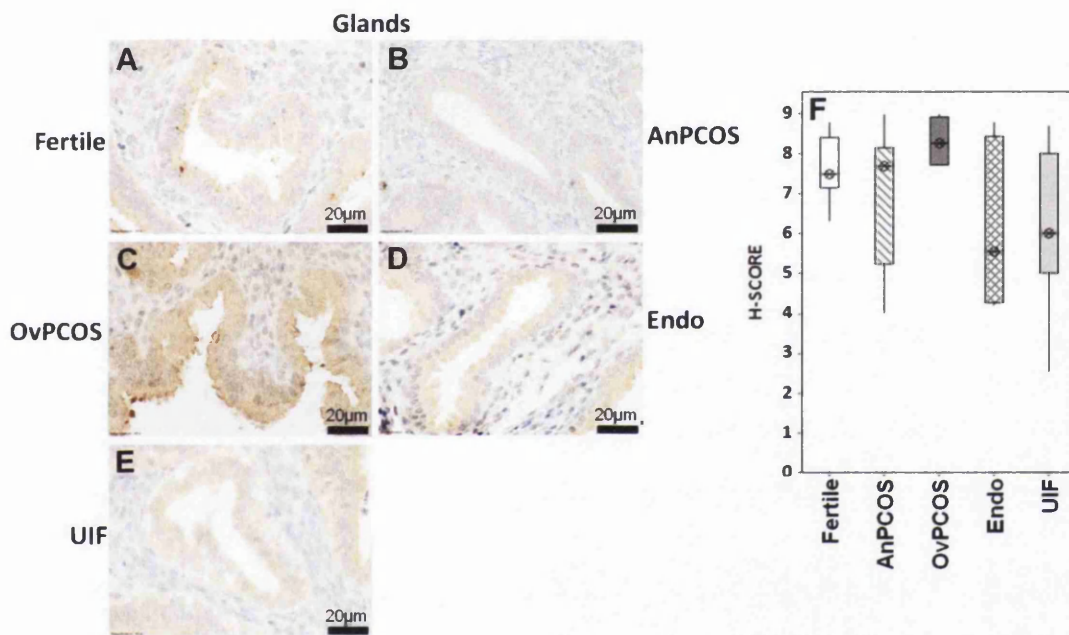 Glands
A
B
Fertile
AnPCOS
20μm
20μm
C
D
OvPCOS
Endo
20μm
20μm
E
UIF
20μm
F
H-SCORE
9
8
7
6
5
4
3
2
1
0
Fertile
AnPCOS
OvPCOS
Endo
UIF